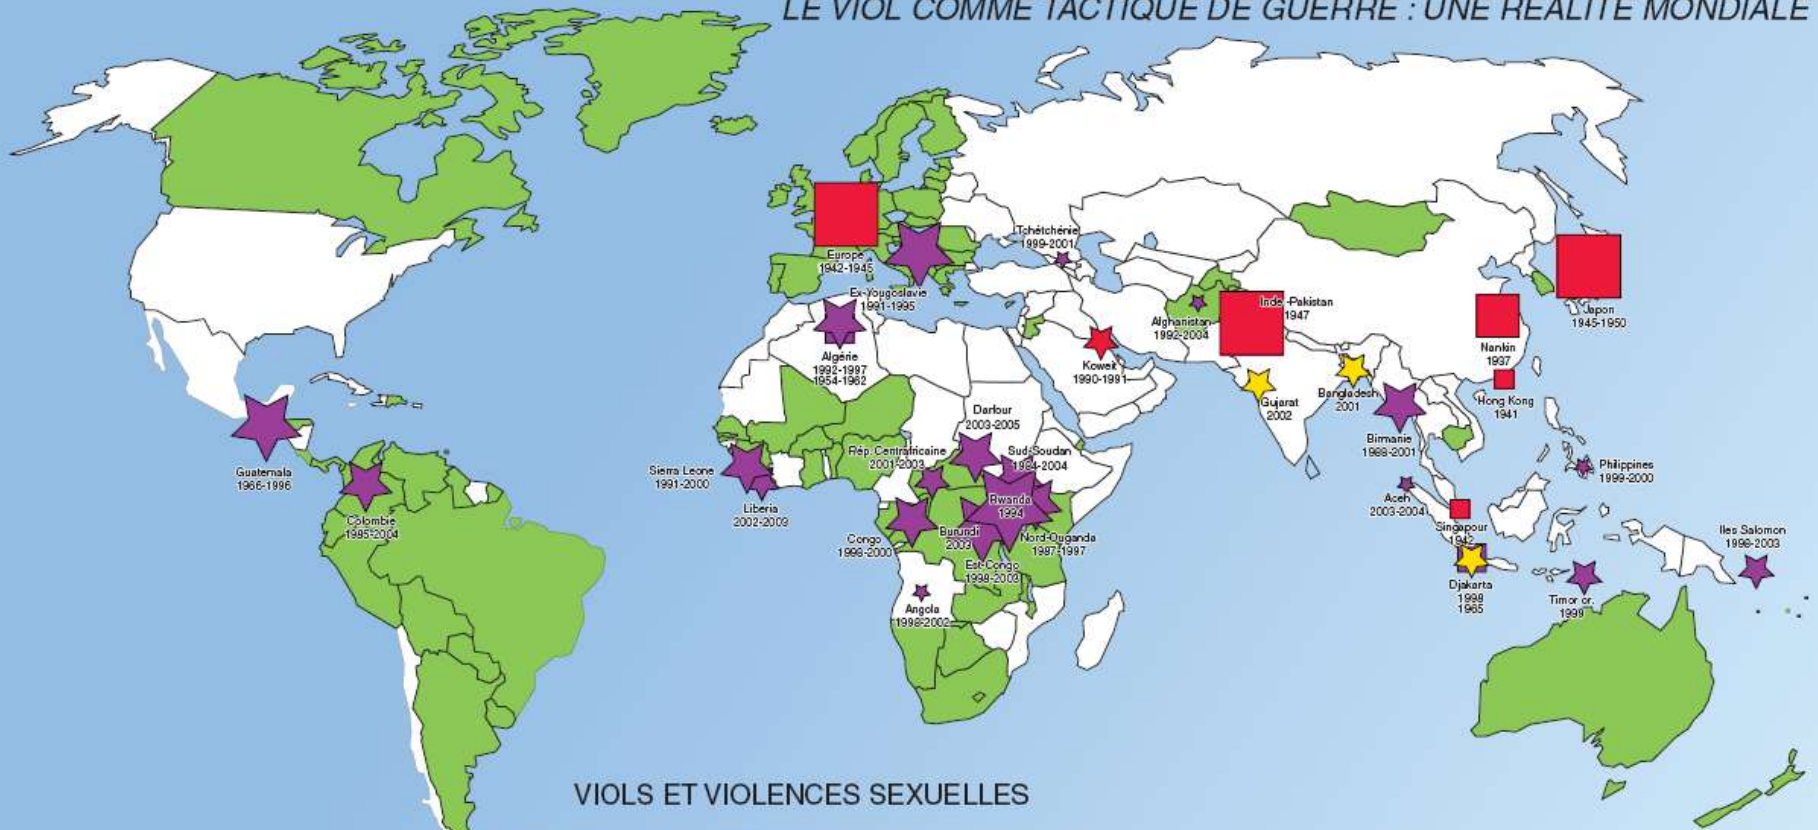 LE VIOL COMME TACTIQUE DE GUERRE : UNE REALITE MONDIALE
Tchétchénie
1999-2001
Europe
1942-1945
Ex-Yougoslavie
1991-1995
Inde -Pakistan
1947
Japon
1945-1950
Afghanistan
1992-2004
Nankin
1937
Algérie
1992-1997
1954-1962
Koweit
1990-1991
Gujarat
2002
Bangladesh
2001
Hong Kong
1941
Darfour
2003-2005
Birmanie
1988-2001
Guatemala
1966-1996
Sierra Leone
1991-2000
Rép. Centrafricaine
2001-2003
Sud-Soudan
1984-2004
Philippines
1999-2000
Liberia
2002-2003
Rwanda
1994
Aceh
2003-2004
Colombie
1985-2004
Singapour
1942
Iles Salomon
1998-2003
Congo
1998-2000
Burundi
2003
Nord-Ouganda
1987-1997
Est-Congo
1998-2003
Djakarta
1998
1965
Timor or.
1999
Angola
1998-2002
VIOLS ET VIOLENCES SEXUELLES